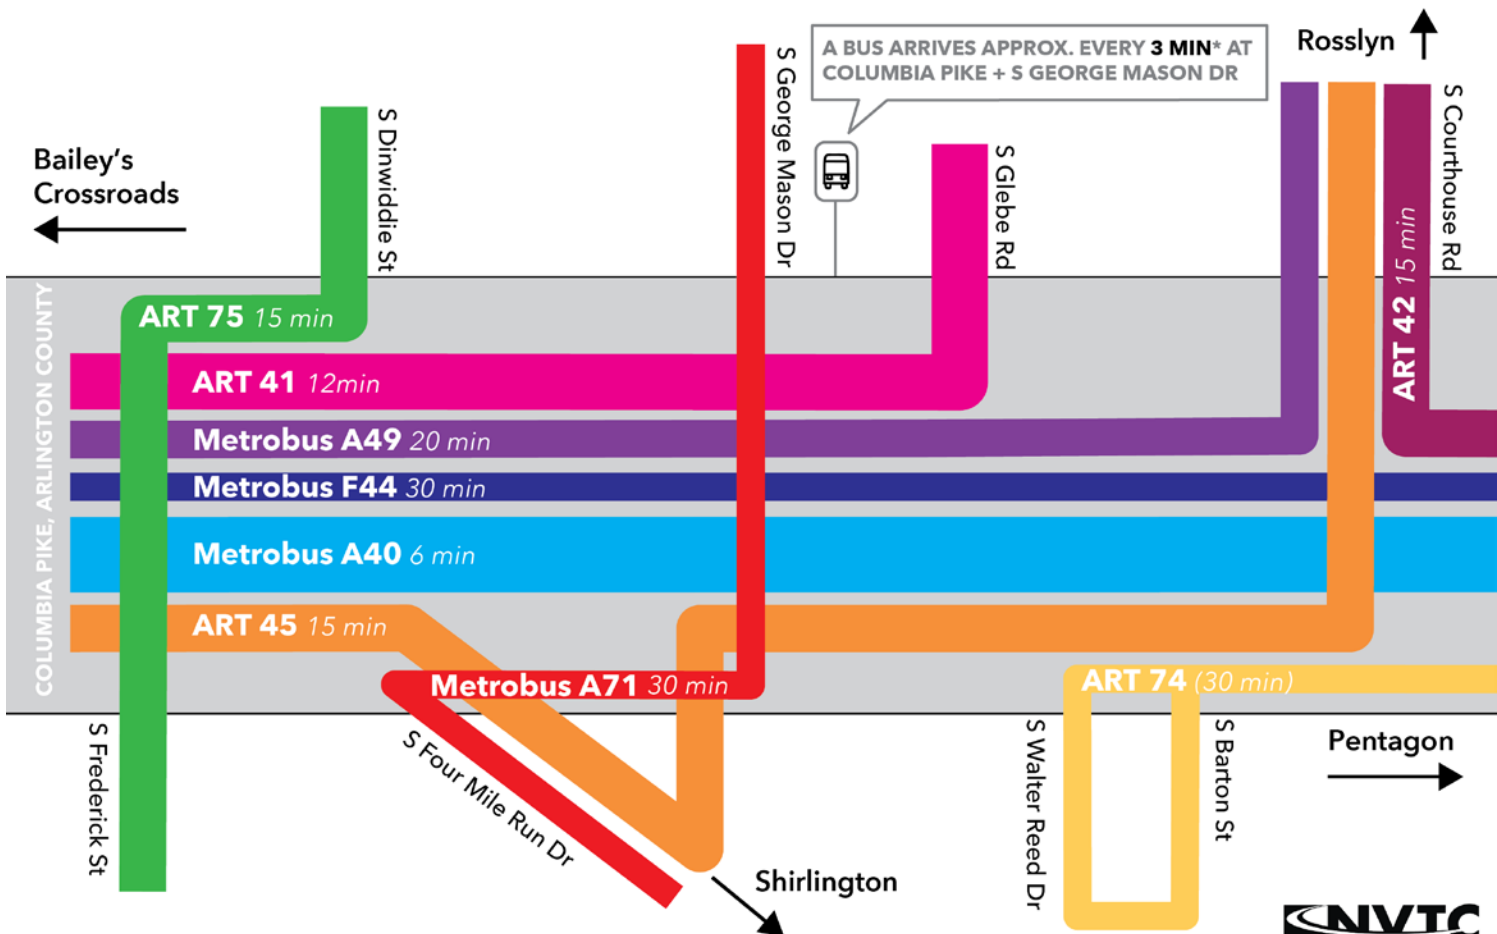 A BUS ARRIVES APPROX. EVERY 3 MIN* AT
COLUMBIA PIKE + S GEORGE MASON DR
Rosslyn
Bailey's
Crossroads
S Dinwiddie St
S George Mason Dr
S Glebe Rd
S Courthouse Rd
COLUMBIA PIKE, ARLINGTON COUNTY
ART 75 15 min
ART 41 12min
ART 42 15 min
Metrobus A49 20 min
Metrobus F44 30 min
Metrobus A40 6 min
ART 45 15 min
Metrobus A71 30 min
ART 74 (30 min)
S Frederick St
S Four Mile Run Dr
Shirlington
S Walter Reed Dr
S Barton St
Pentagon
NVTC